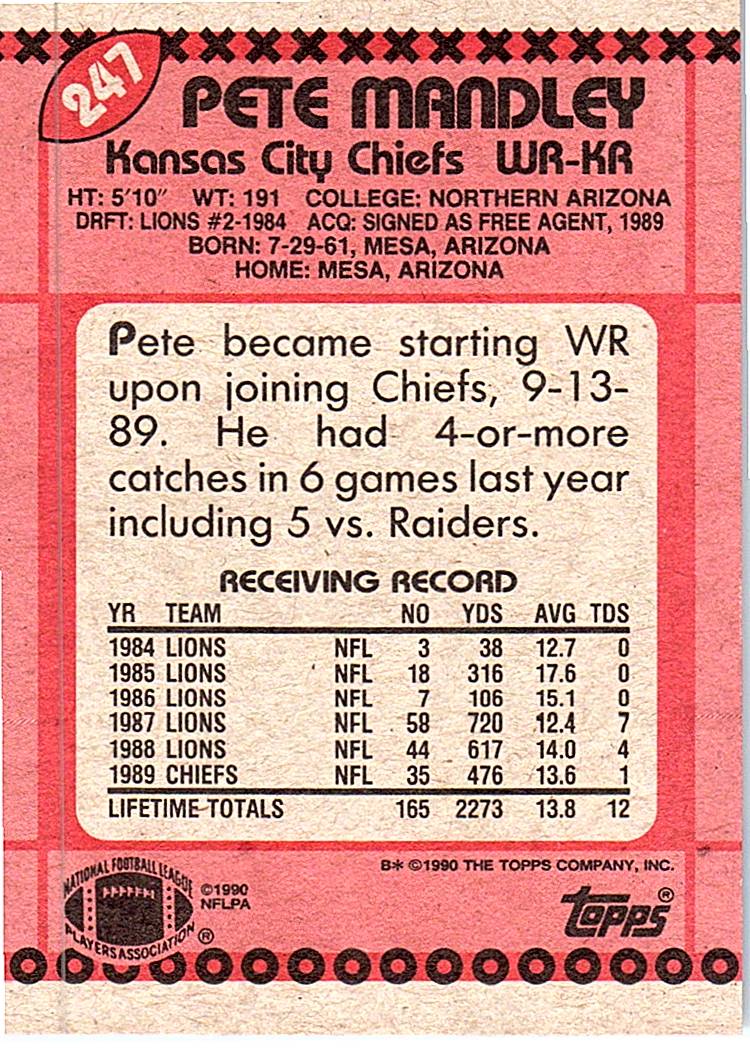 247
PETE MANDLEY
Kansas City Chiefs WR-KR
HT: 5'10" WT: 191 COLLEGE: NORTHERN ARIZONA
DRFT: LIONS #2-1984 ACQ: SIGNED AS FREE AGENT, 1989
BORN: 7-29-61, MESA, ARIZONA
HOME: MESA, ARIZONA
Pete became starting WR
upon joining Chiefs, 9-13-
89. He had 4-or-more
catches in 6 games last year
including 5 vs. Raiders.
RECEIVING RECORD
YR TEAM NO YDS AVG TDS
1984 LIONS NFL 3 38 12.7 0
1985 LIONS NFL 18 316 17.6 0
1986 LIONS NFL 7 106 15.1 0
1987 LIONS NFL 58 720 12.4 7
1988 LIONS NFL 44 617 14.0 4
1989 CHIEFS NFL 35 476 13.6 1
LIFETIME TOTALS 165 2273 13.8 12
B* ©1990 THE TOPPS COMPANY, INC.
NATIONAL FOOTBALL LEAGUE
PLAYERS ASSOCIATION ®
©1990
NFLPA
topps®